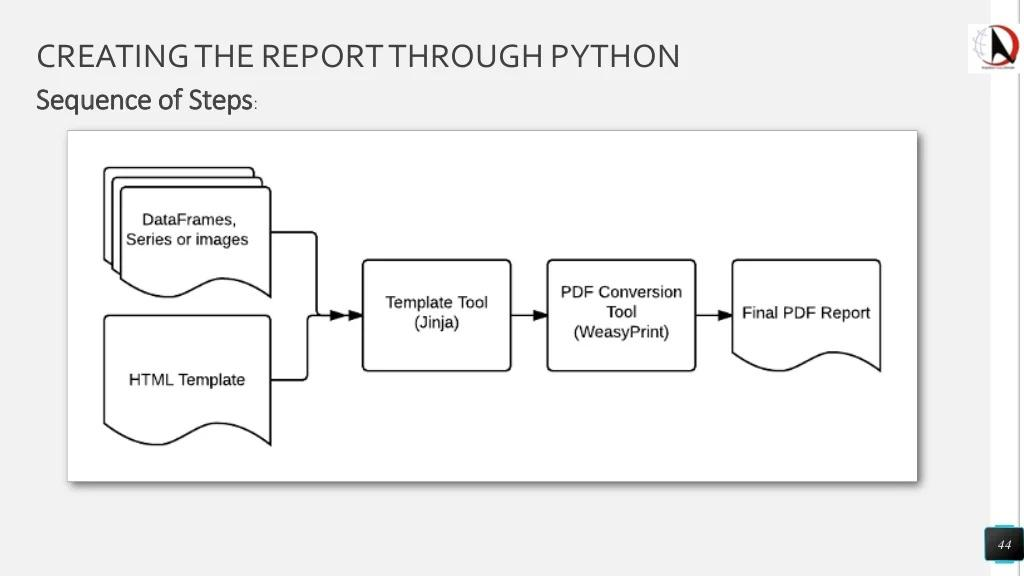 CREATING THE REPORT THROUGH PYTHON
Sequence of Steps:
DataFrames,
Series or images
HTML Template
Template Tool
(Jinja)
PDF Conversion
Tool
(WeasyPrint)
Final PDF Report
44